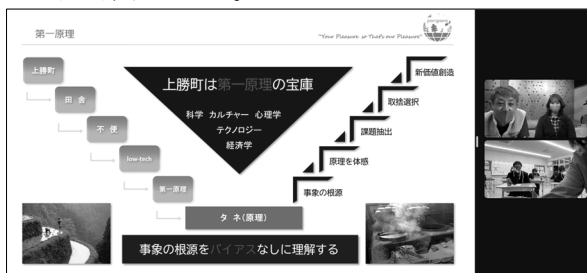 第一原理
"Your Pleasure so That's our Pleasure"
上勝町
田舎
不便
low-tech
第一原理
タネ(原理)
上勝町は第一原理の宝庫
科学 カルチャー 心理学
テクノロジー
経済学
新価値創造
取捨選択
課題抽出
原理を体感
事象の根源
事象の根源をバイアスなしに理解する